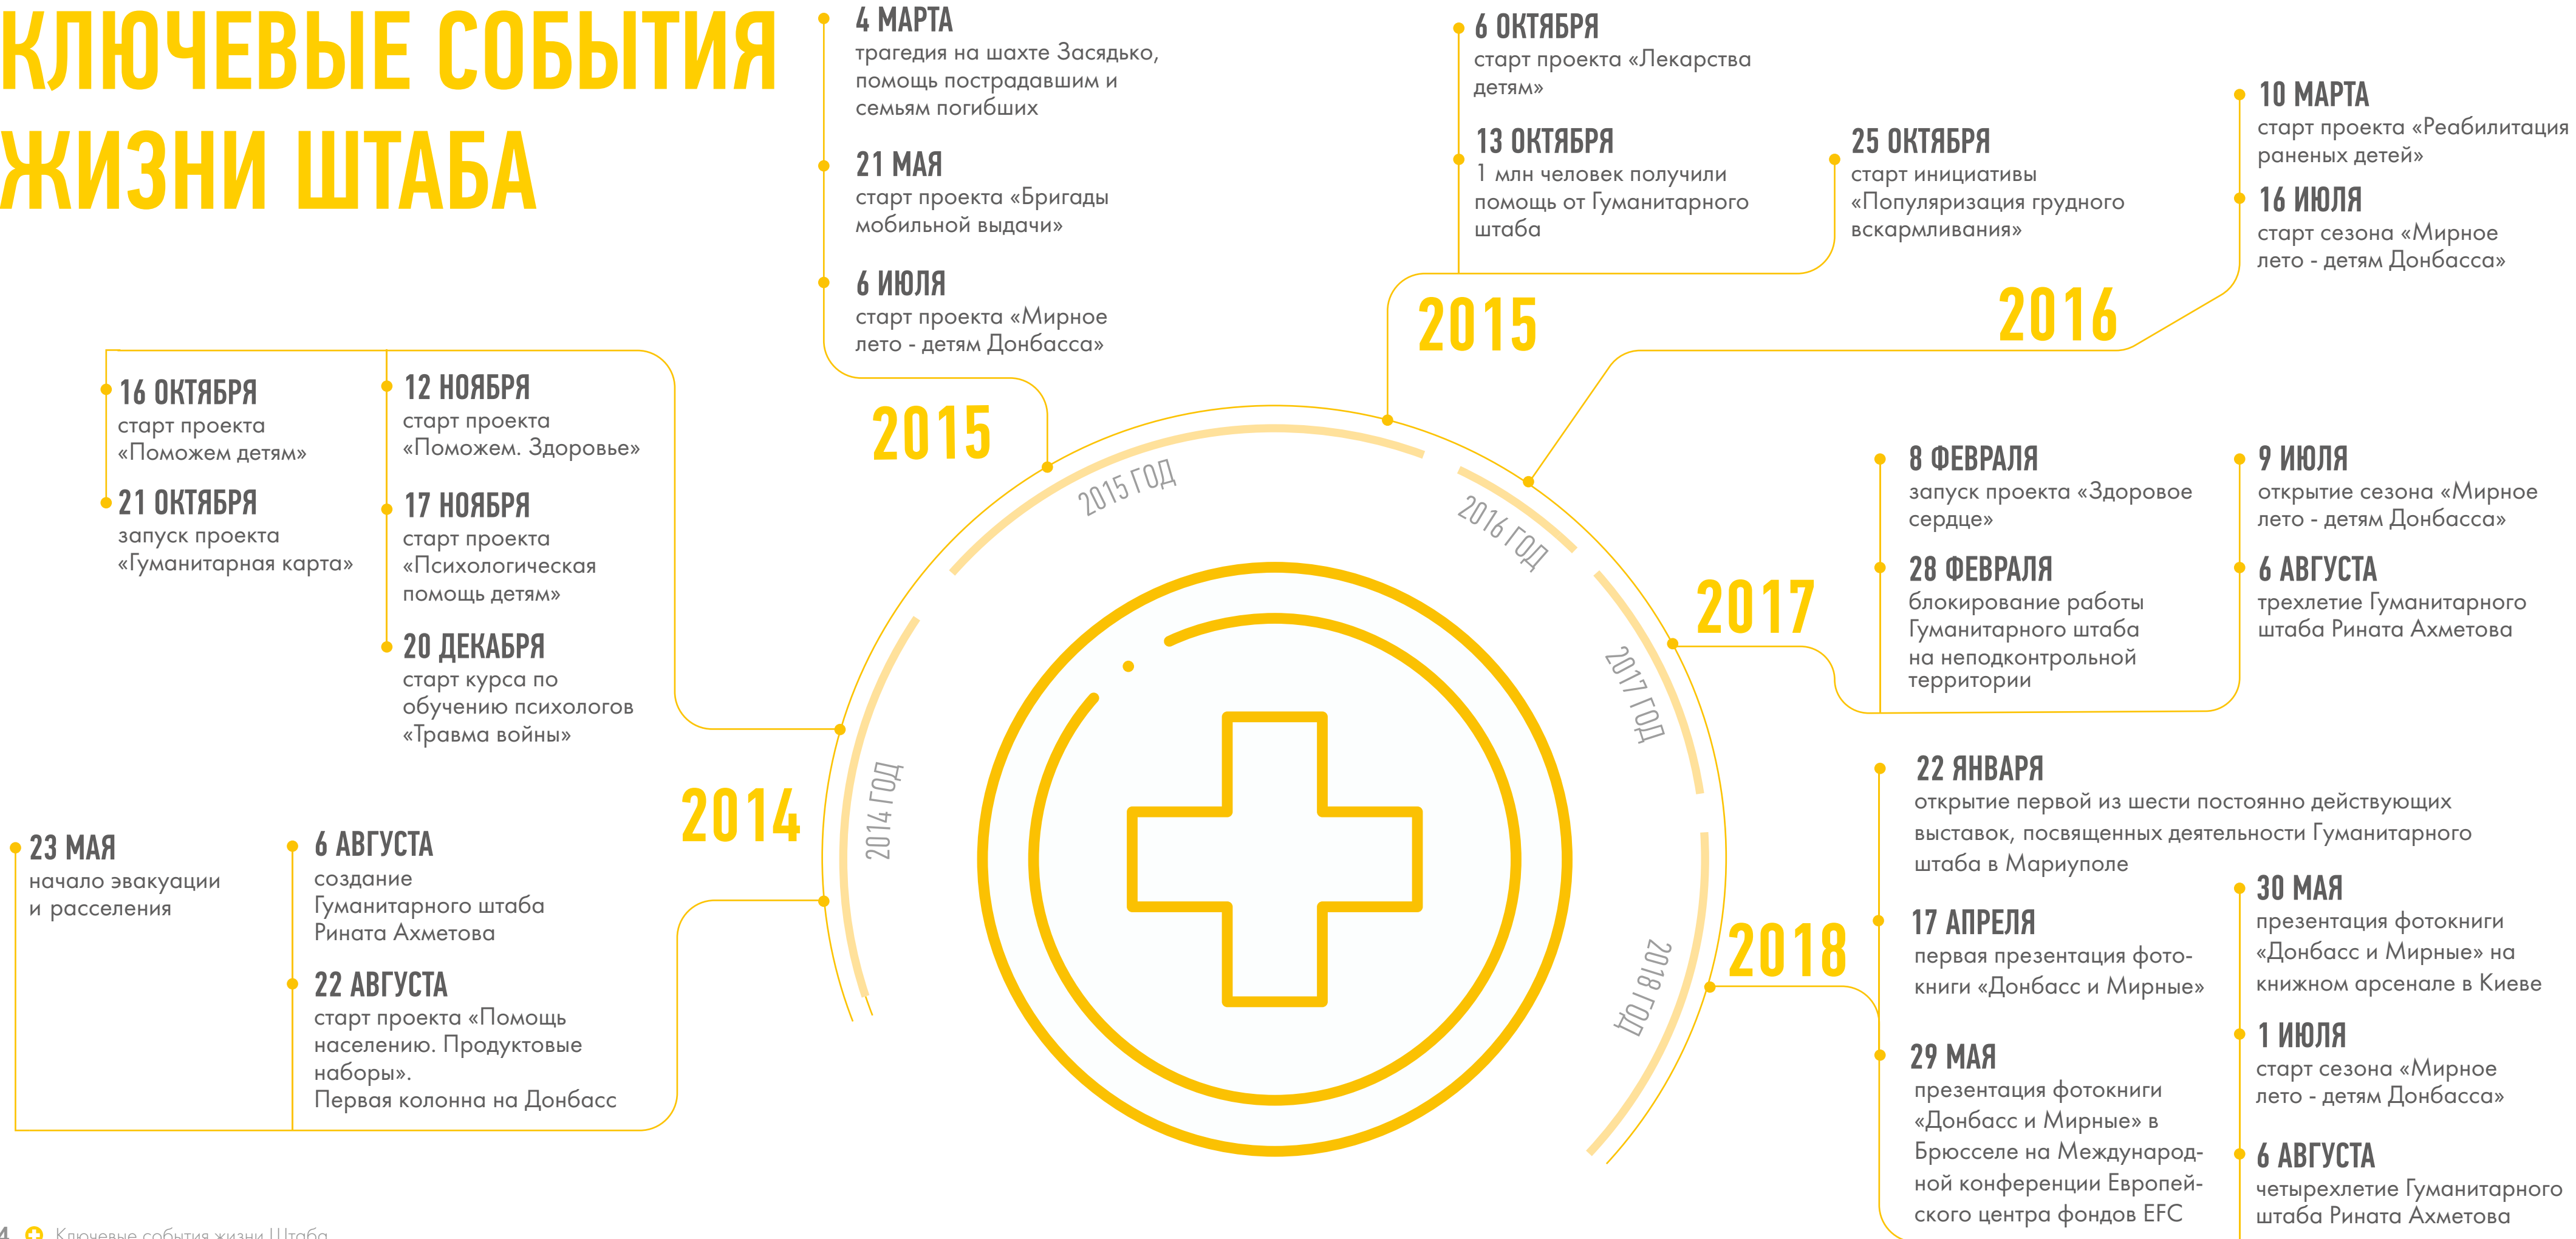 КЛЮЧЕВЫЕ СОБЫТИЯ
ЖИЗНИ ШТАБА
23 МАЯ
начало эвакуации
и расселения
6 АВГУСТА
создание
Гуманитарного штаба
Рината Ахметова
22 АВГУСТА
старт проекта «Помощь
населению. Продуктовые
наборы».
Первая колонна на Донбасс
2014
16 ОКТЯБРЯ
старт проекта
«Поможем детям»
21 ОКТЯБРЯ
запуск проекта
«Гуманитарная карта»
12 НОЯБРЯ
старт проекта
«Поможем. Здоровье»
17 НОЯБРЯ
старт проекта
«Психологическая
помощь детям»
20 ДЕКАБРЯ
старт курса по
обучению психологов
«Травма войны»
4 МАРТА
трагедия на шахте Засядько,
помощь пострадавшим и
семьям погибших
21 МАЯ
старт проекта «Бригады
мобильной выдачи»
6 ИЮЛЯ
старт проекта «Мирное
лето - детям Донбасса»
2015
6 ОКТЯБРЯ
старт проекта «Лекарства
детям»
13 ОКТЯБРЯ
1 млн человек получили
помощь от Гуманитарного
штаба
25 ОКТЯБРЯ
старт инициативы
«Популяризация грудного
вскармливания»
2015
10 МАРТА
старт проекта «Реабилитация
раненых детей»
16 ИЮЛЯ
старт сезона «Мирное
лето - детям Донбасса»
2016
2014 ГОД
2015 ГОД
2016 ГОД
2017 ГОД
2018 ГОД
2017
8 ФЕВРАЛЯ
запуск проекта «Здоровое
сердце»
28 ФЕВРАЛЯ
блокирование работы
Гуманитарного штаба
на неподконтрольной
территории
9 ИЮЛЯ
открытие сезона «Мирное
лето - детям Донбасса»
6 АВГУСТА
трехлетие Гуманитарного
штаба Рината Ахметова
2018
22 ЯНВАРЯ
открытие первой из шести постоянно действующих
выставок, посвященных деятельности Гуманитарного
штаба в Мариуполе
17 АПРЕЛЯ
первая презентация фото-
книги «Донбасс и Мирные»
29 МАЯ
презентация фотокниги
«Донбасс и Мирные» в
Брюсселе на Международ-
ной конференции Европей-
ского центра фондов EFC
30 МАЯ
презентация фотокниги
«Донбасс и Мирные» на
книжном арсенале в Киеве
1 ИЮЛЯ
старт сезона «Мирное
лето - детям Донбасса»
6 АВГУСТА
четырехлетие Гуманитарного
штаба Рината Ахметова
4 Ключевые события жизни Штаба